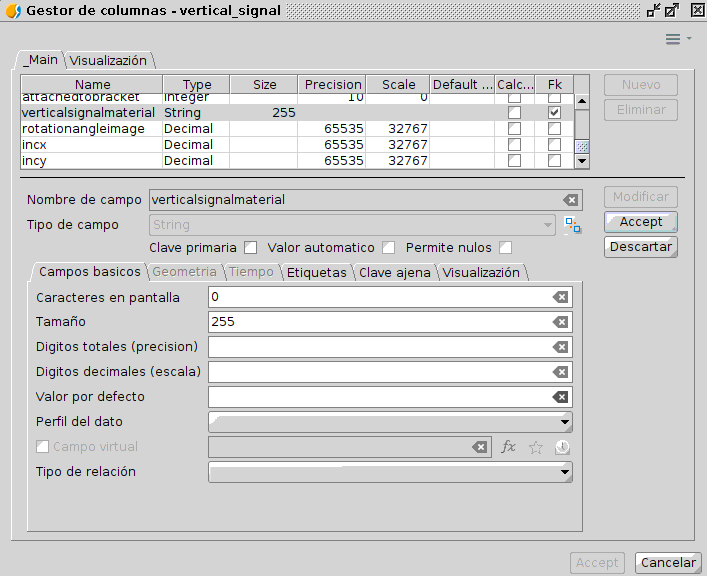 Gestor de columnas - vertical_signal
_Main Visualización
Name Type Size Precision Scale Default ... Calc... Fk
attachedtobracket Integer 10 0
verticalsignalmaterial String 255
rotationangleimage Decimal 65535 32767
incx Decimal 65535 32767
incy Decimal 65535 32767
Nuevo
Eliminar
Nombre de campo verticalsignalmaterial
Modificar
Tipo de campo String
Accept
Clave primaria Valor automatico Permite nulos
Descartar
Campos basicos Geometria Tiempo Etiquetas Clave ajena Visualización
Caracteres en pantalla 0
Tamaño 255
Digitos totales (precision)
Digitos decimales (escala)
Valor por defecto
Perfil del dato
Campo virtual fx
Tipo de relación
Accept Cancelar